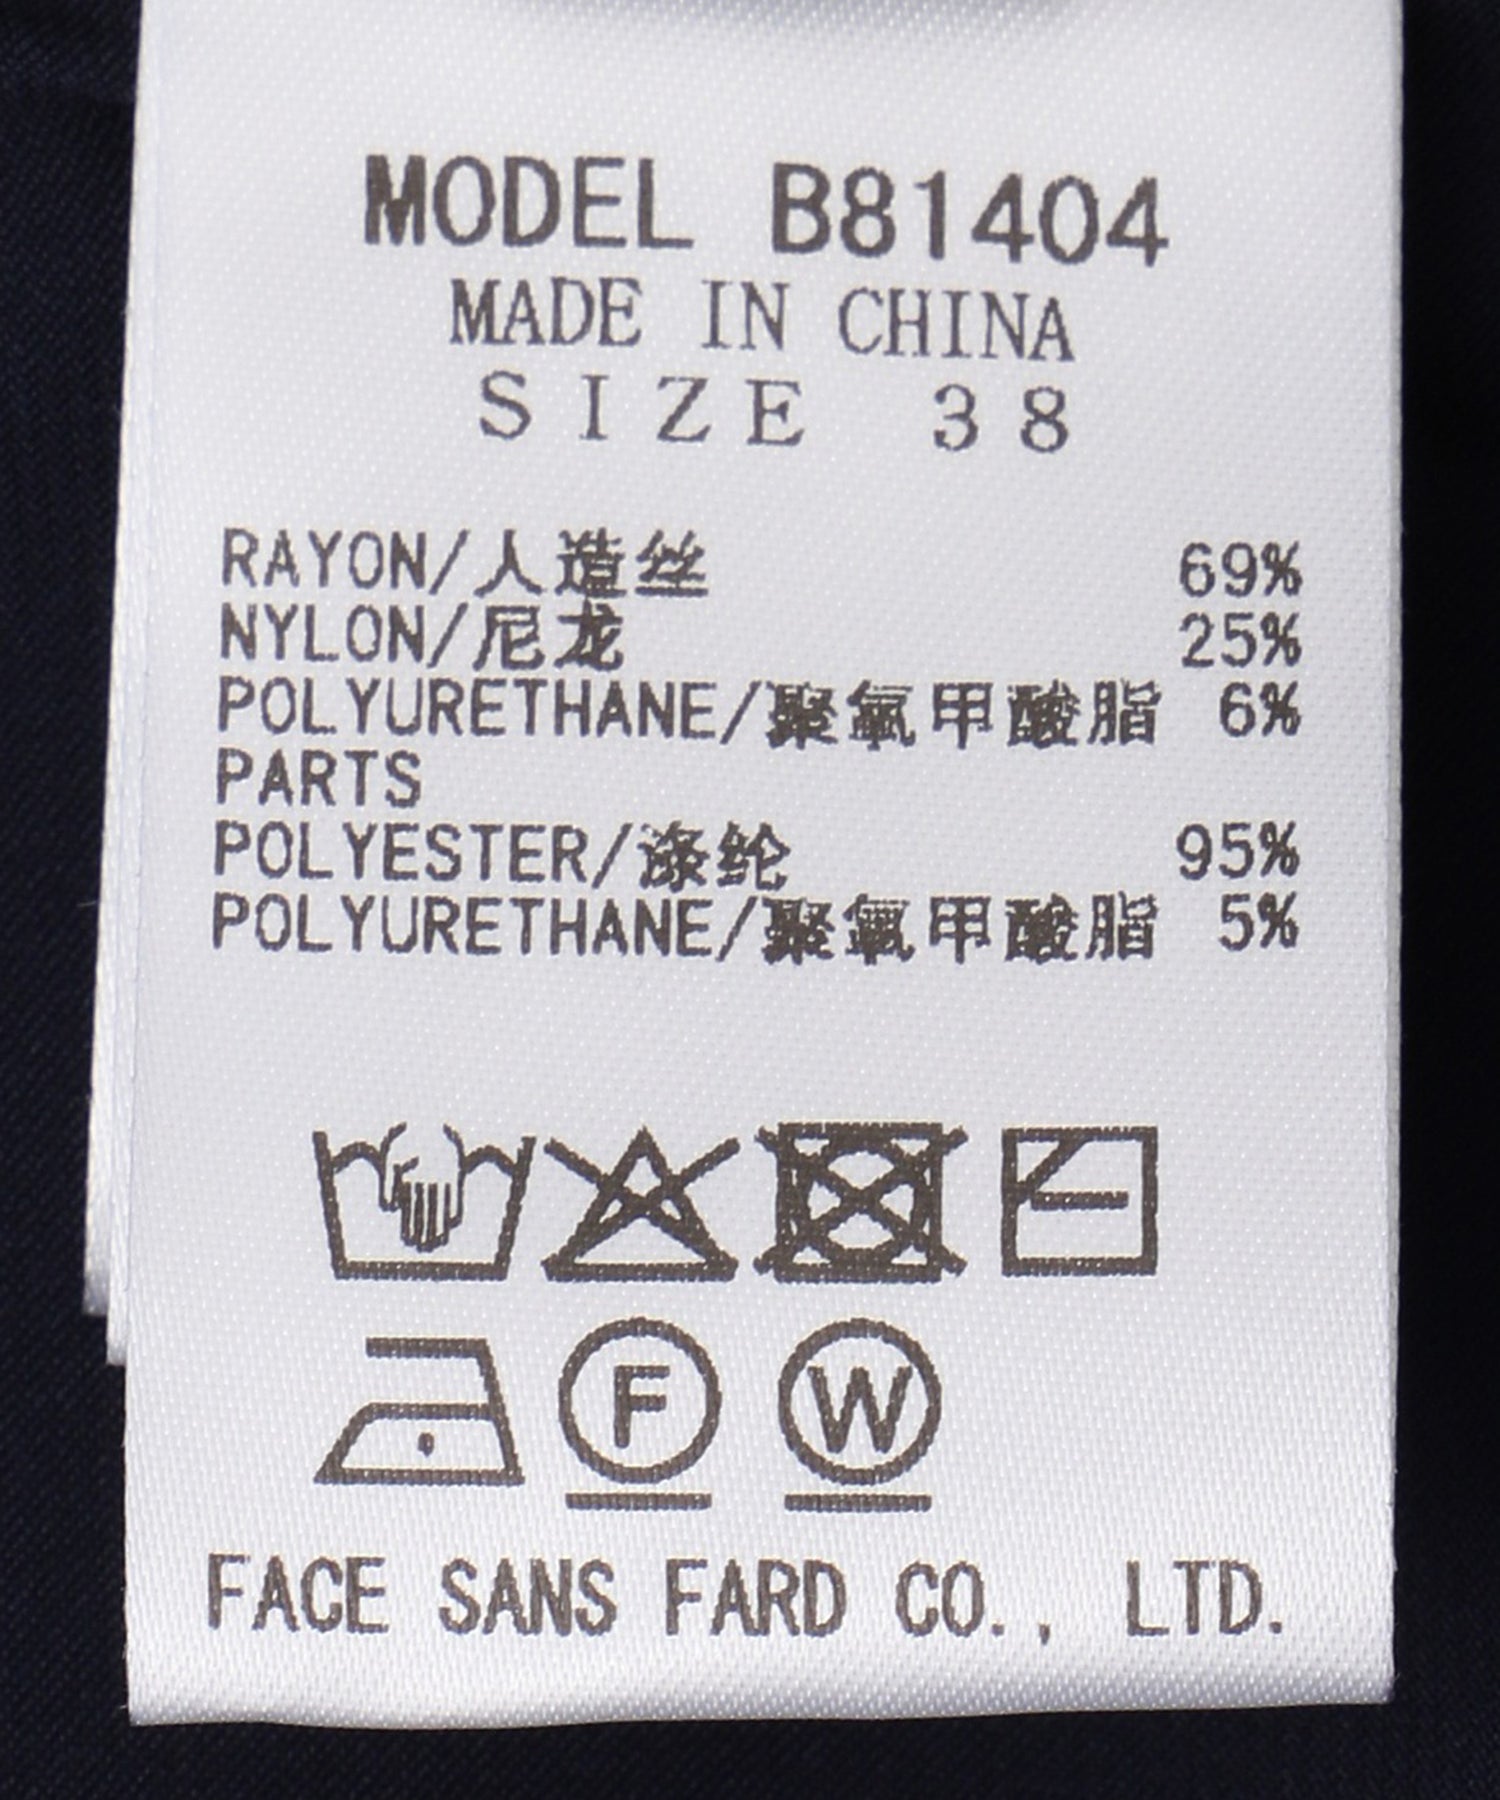 MODEL B81404
MADE IN CHINA
SIZE 38
RAYON/人造丝 69%
NYLON/尼龙 25%
POLYURETHANE/聚氨甲酸脂 6%
PARTS
POLYESTER/涤纶 95%
POLYURETHANE/聚氨甲酸脂 5%
F W
FACE SANS FARD CO., LTD.